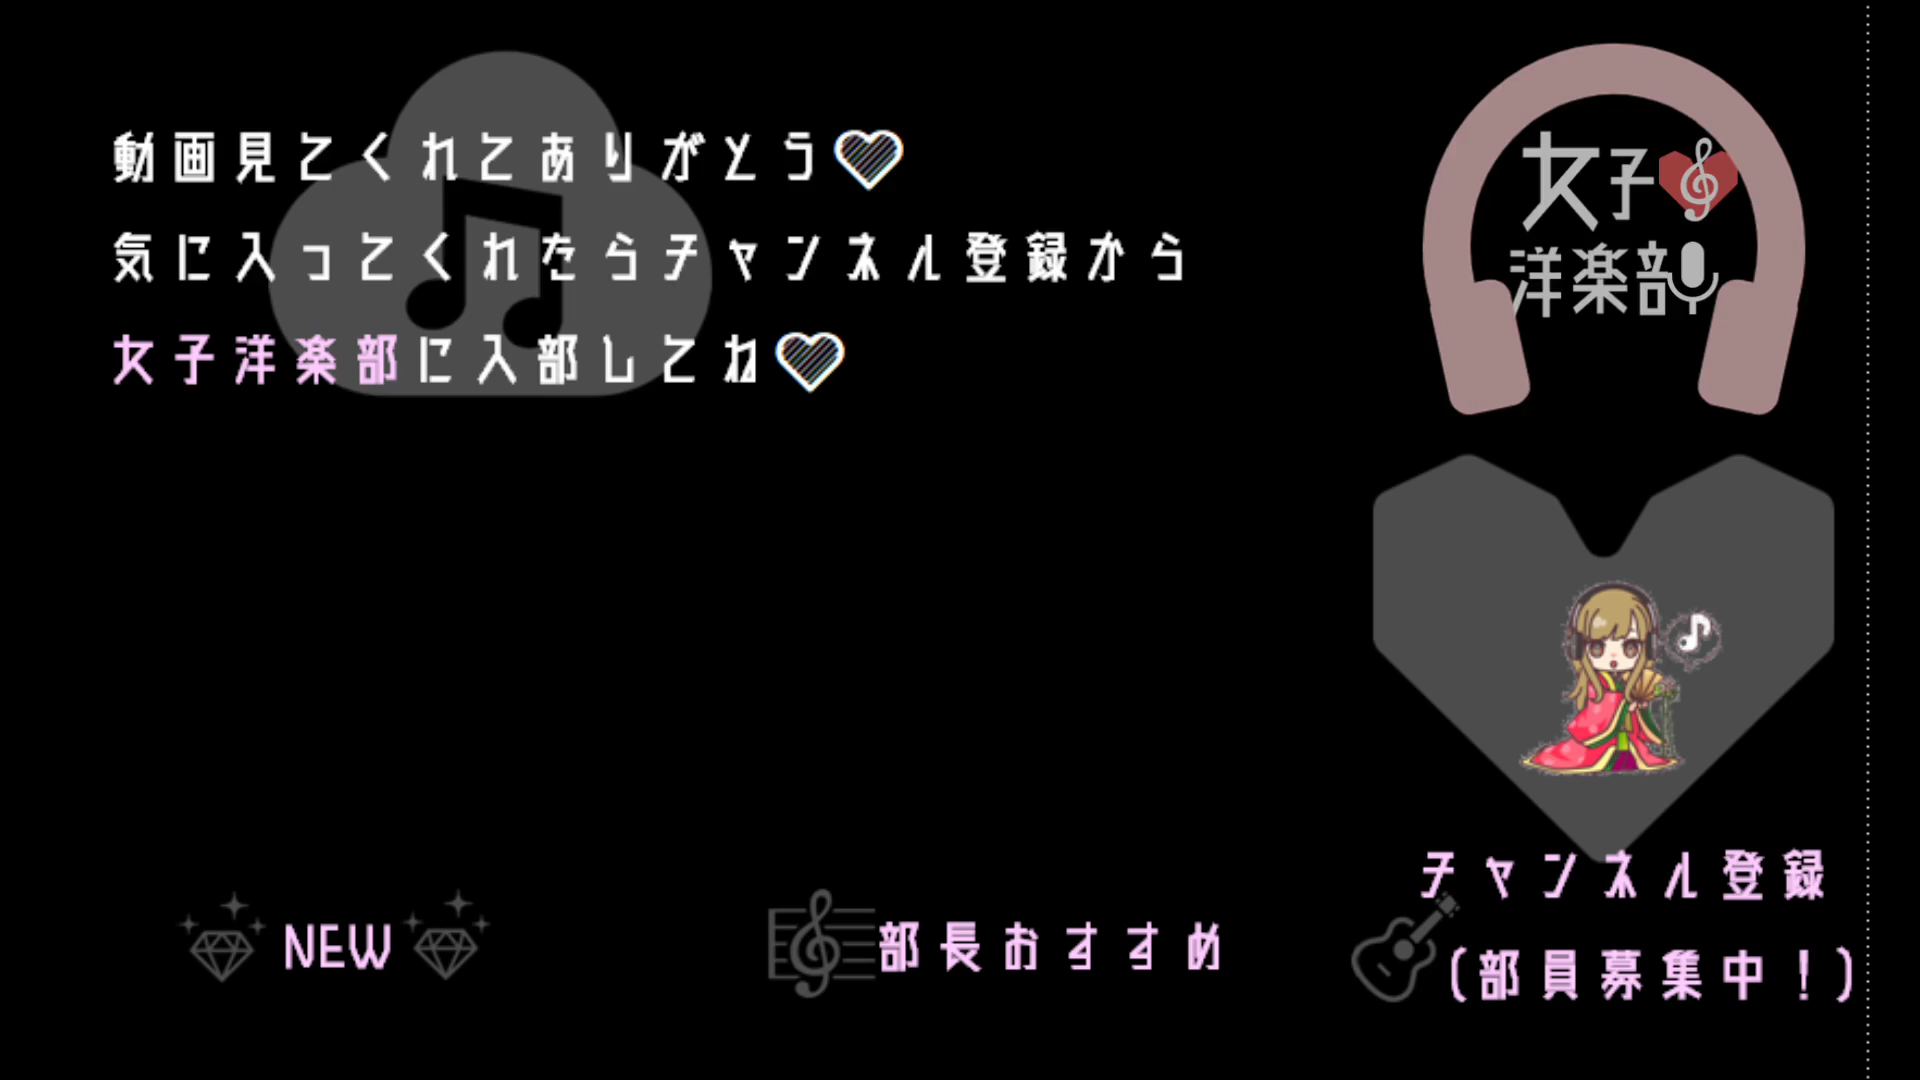 動画見てくれてありがとう
気に入ってくれたらチャンネル登録から
女子洋楽部に入部してね
女子
洋楽部
NEW
部長おすすめ
チャンネル登録
(部員募集中！)